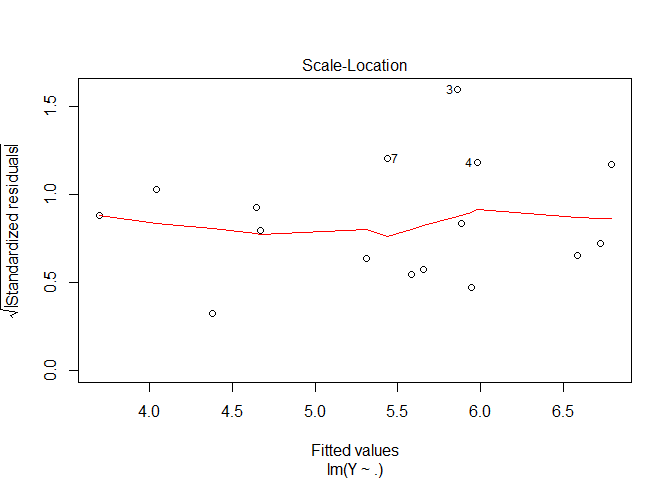 Scale-Location
√|Standardized residuals|
1.5
1.0
0.5
0.0
3
7
4
4.0 4.5 5.0 5.5 6.0 6.5
Fitted values
lm(Y ~ .)